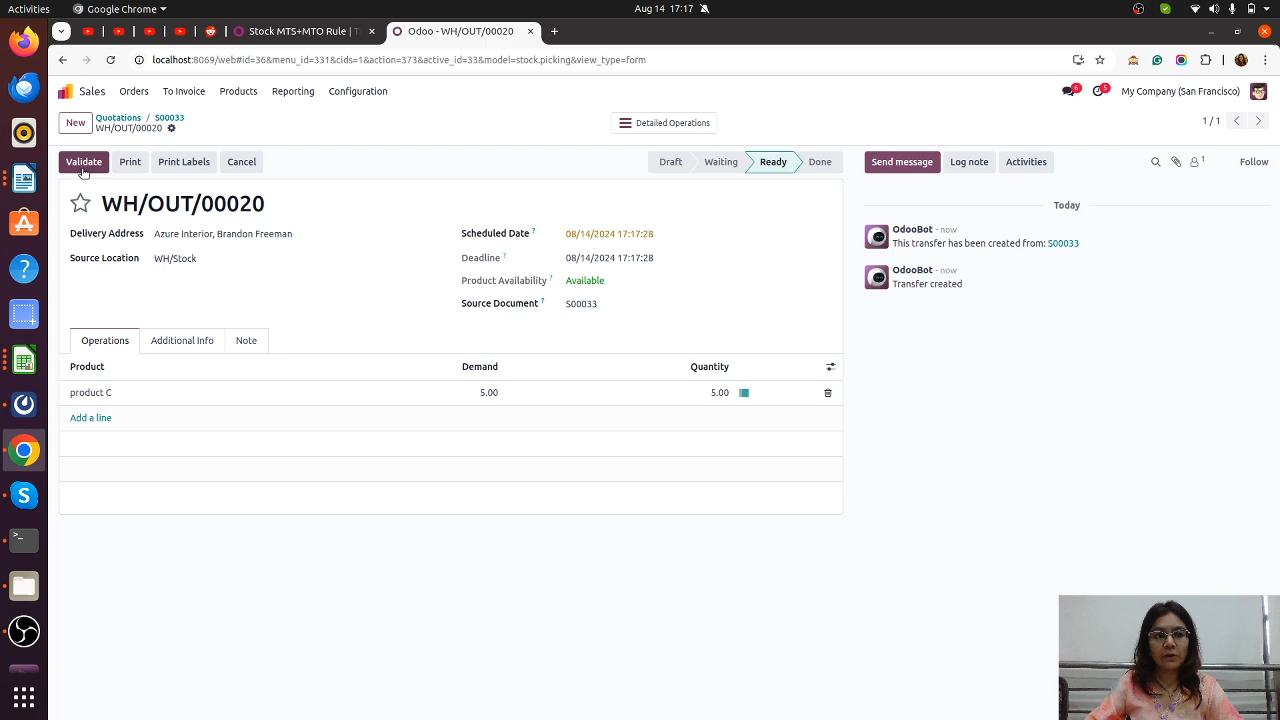 Activities
Google Chrome
Aug 14 17:17
Stock MTS+MTO Rule | T
Odoo - WH/OUT/00020
localhost:8069/web#id=36&menu_id=331&cids=1&action=373&active_id=33&model=stock.picking&view_type=form
Sales Orders To Invoice Products Reporting Configuration
6 5 My Company (San Francisco)
New
Quotations / S00033
WH/OUT/00020
Detailed Operations
1 / 1
Validate Print Print Labels Cancel
Draft Waiting Ready Done
Send message Log note Activities
1 Follow
WH/OUT/00020
Delivery Address Azure Interior, Brandon Freeman
Source Location WH/Stock
Scheduled Date ? 08/14/2024 17:17:28
Deadline ? 08/14/2024 17:17:28
Product Availability ? Available
Source Document ? S00033
Operations Additional Info Note
Product Demand Quantity
product C 5.00 5.00
Add a line
Today
OdooBot - now
This transfer has been created from: S00033
OdooBot - now
Transfer created